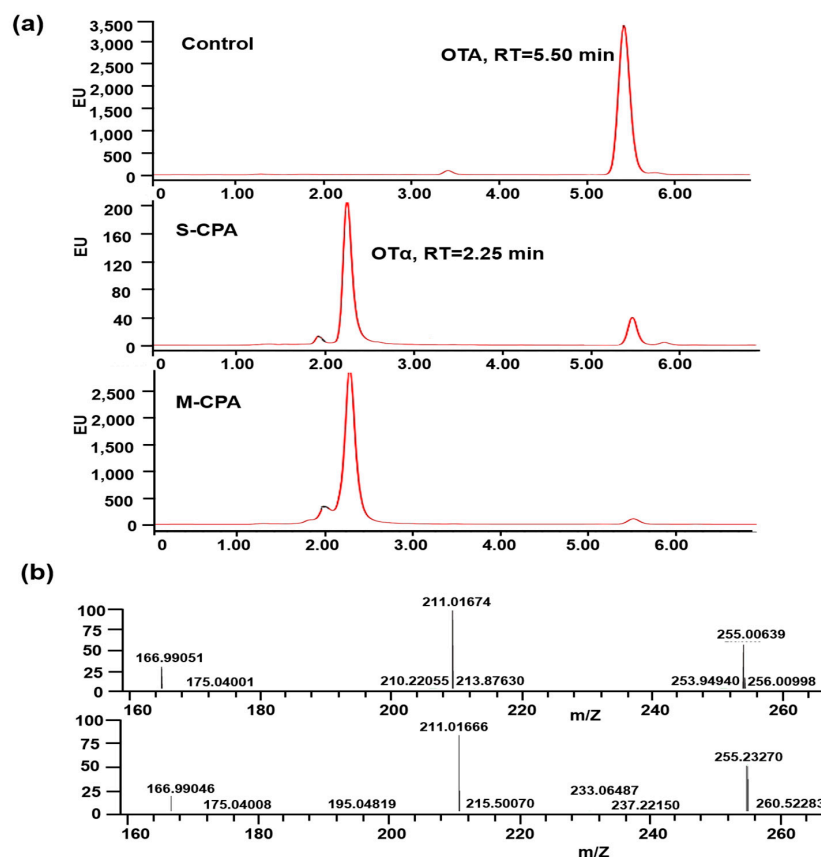 (a)
Control
OTA, RT=5.50 min
EU
3,500
3,000
2,500
2,000
1,500
1,000
500
0
0 1.00 2.00 3.00 4.00 5.00 6.00
S-CPA
OTα, RT=2.25 min
EU
200
160
120
80
40
0
0 1.00 2.00 3.00 4.00 5.00 6.00
M-CPA
EU
2,500
2,000
1,500
1,000
500
0
0 1.00 2.00 3.00 4.00 5.00 6.00
(b)
100
75
50
25
0
211.01674
255.00639
166.99051
175.04001 210.22055 213.87630 253.94940 256.00998
160 180 200 220 240 260
m/Z
100
75
50
25
0
211.01666
255.23270
166.99046
233.06487
175.04008 195.04819 215.50070 237.22150 260.52283
160 180 200 220 240 260
m/Z